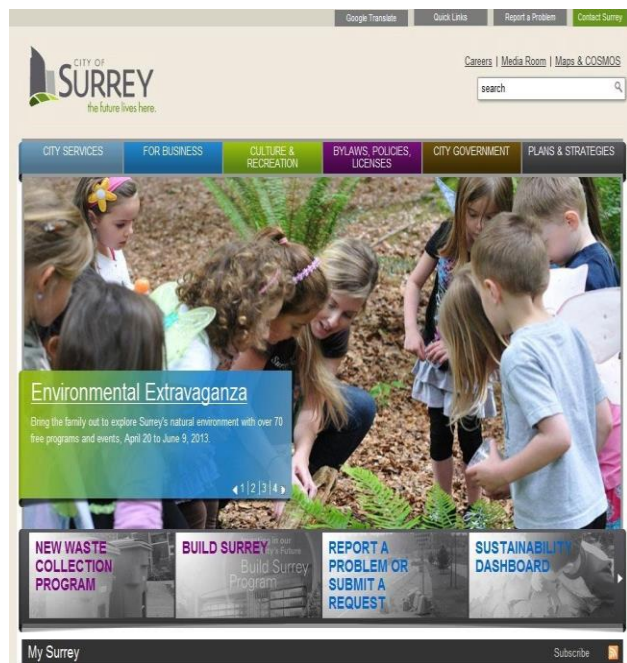 Google Translate
Quick Links
Report a Problem
Contact Surrey
CITY OF
SURREY
the future lives here.
Careers | Media Room | Maps & COSMOS
search
CITY SERVICES
FOR BUSINESS
CULTURE &
RECREATION
BYLAWS, POLICIES,
LICENSES
CITY GOVERNMENT
PLANS & STRATEGIES
Environmental Extravaganza
Bring the family out to explore Surrey's natural environment with over 70
free programs and events, April 20 to June 9, 2013.
1 | 2 | 3 | 4
NEW WASTE
COLLECTION
PROGRAM
BUILD SURREY
in our
City's Future
Build Surrey
Program
REPORT A
PROBLEM OR
SUBMIT A
REQUEST
SUSTAINABILITY
DASHBOARD
My Surrey
Subscribe